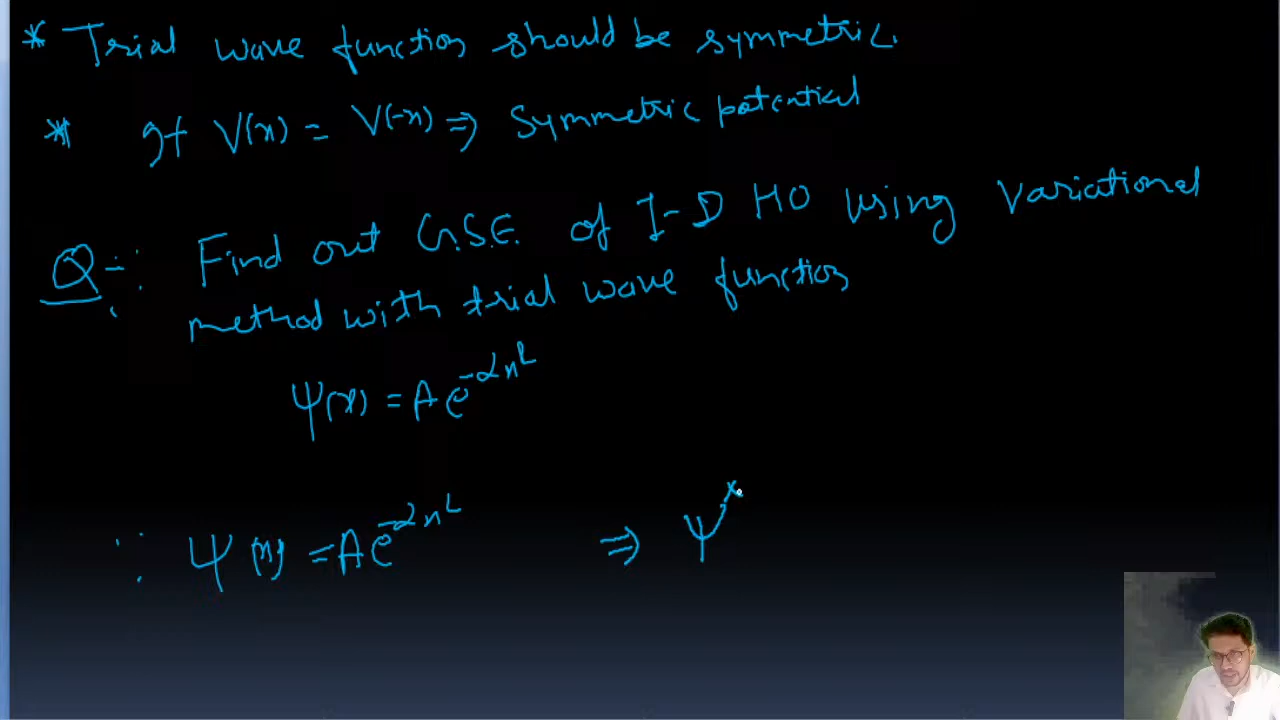 * Trial wave function should be symmetric.
* If V(x) = V(-x) ⇒ Symmetric potential
Q:- Find out G.S.E. of 1-D HO using variational
method with trial wave function
Ψ(x) = A e^{-αx²}
∵ Ψ(x) = A e^{-αx²} ⇒ Ψ*